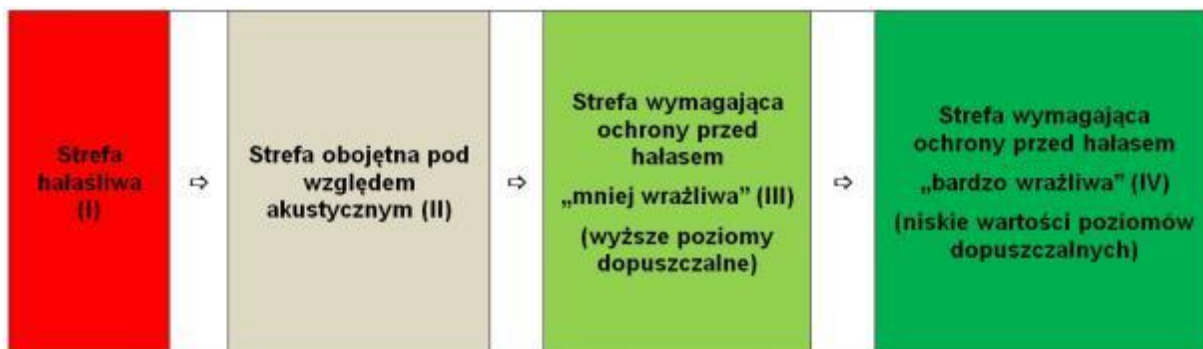 Strefa
hałaśliwa
(I)
⇨
Strefa obojętna pod
względem
akustycznym (II)
⇨
Strefa wymagająca
ochrony przed
hałasem
„mniej wrażliwa” (III)
(wyższe poziomy
dopuszczalne)
⇨
Strefa wymagająca
ochrony przed hałasem
„bardzo wrażliwa” (IV)
(niskie wartości poziomów
dopuszczalnych)